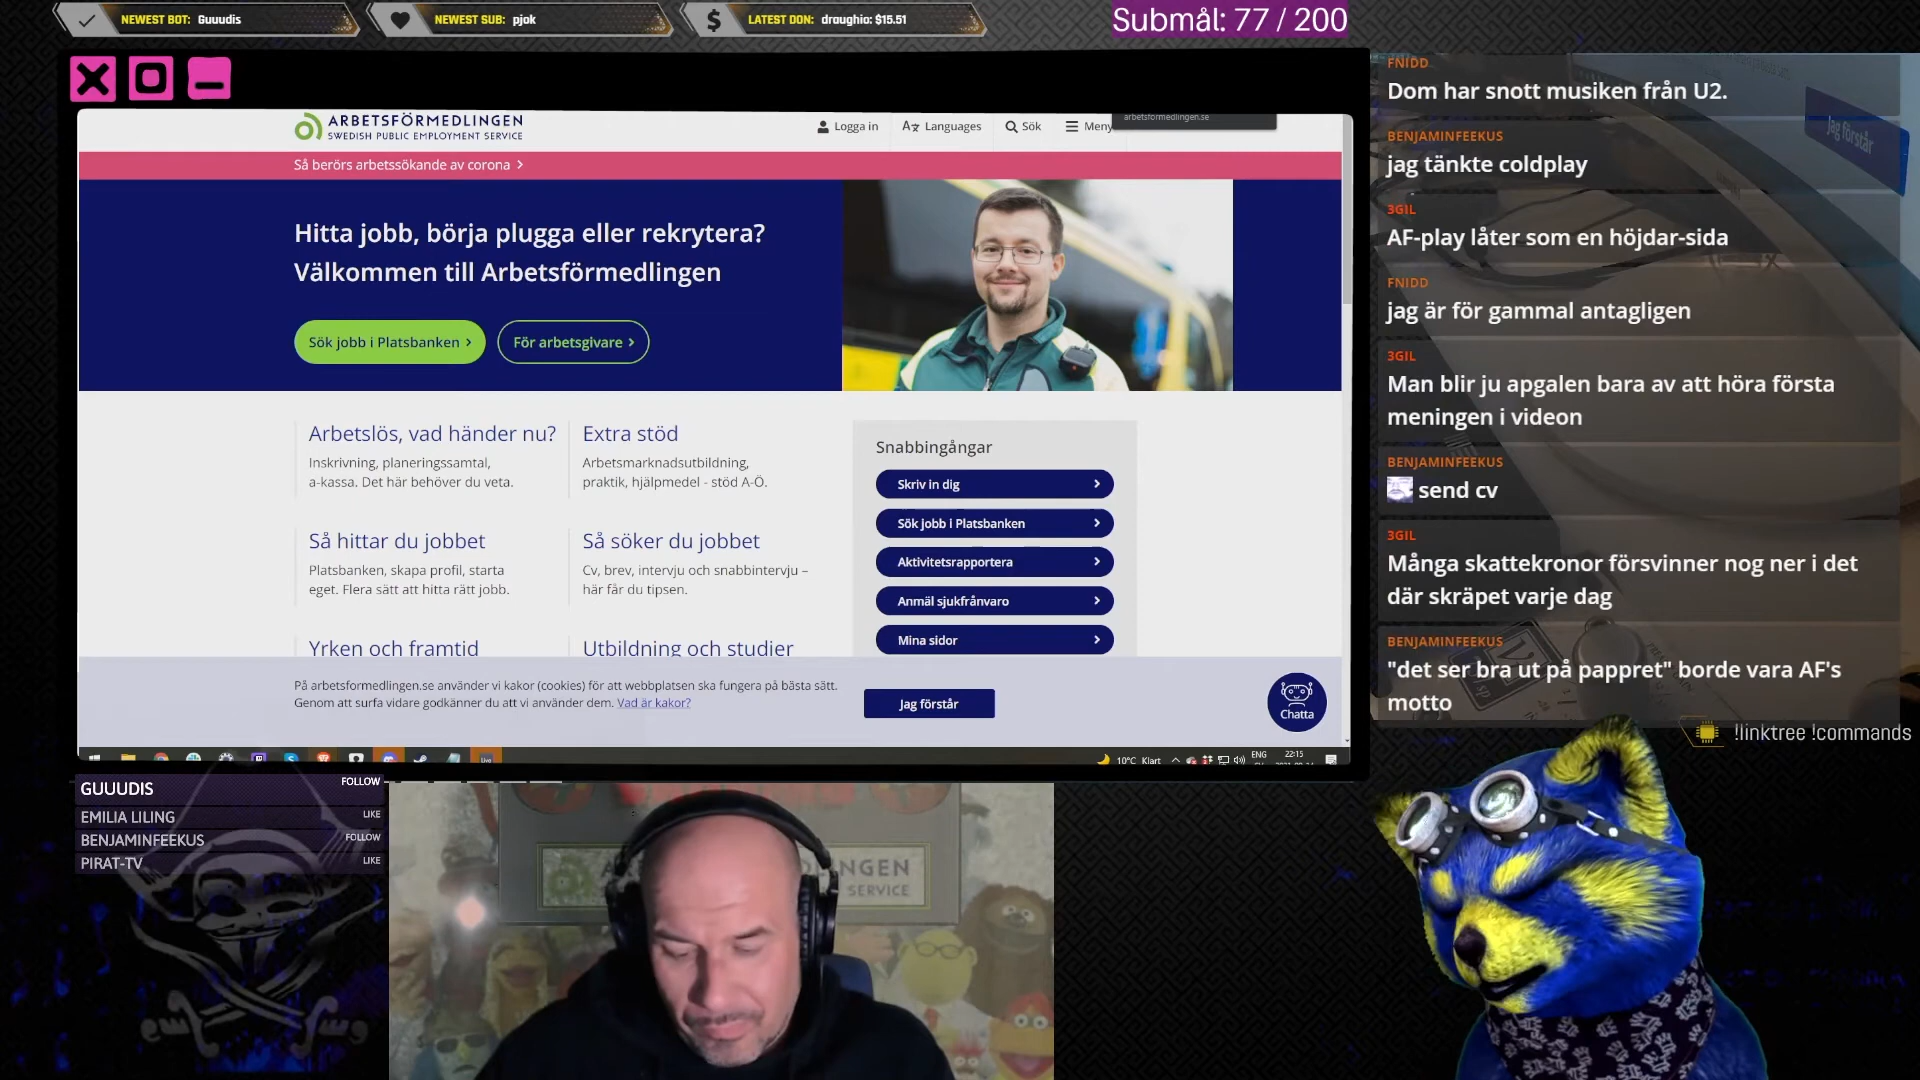 NEWEST BOT: Guuudis
NEWEST SUB: pjok
LATEST DON: draughio: $15.51
Submål: 77 / 200
ARBETSFÖRMEDLINGEN
SWEDISH PUBLIC EMPLOYMENT SERVICE
Logga in
Languages
Sök
Meny
arbetsformedlingen.se
Så berörs arbetssökande av corona
Hitta jobb, börja plugga eller rekrytera?
Välkommen till Arbetsförmedlingen
Sök jobb i Platsbanken
För arbetsgivare
Arbetslös, vad händer nu?
Inskrivning, planeringssamtal,
a-kassa. Det här behöver du veta.
Extra stöd
Arbetsmarknadsutbildning,
praktik, hjälpmedel - stöd A-Ö.
Så hittar du jobbet
Platsbanken, skapa profil, starta
eget. Flera sätt att hitta rätt jobb.
Så söker du jobbet
Cv, brev, intervju och snabbintervju –
här får du tipsen.
Yrken och framtid
Utbildning och studier
Snabbingångar
Skriv in dig
Sök jobb i Platsbanken
Aktivitetsrapportera
Anmäl sjukfrånvaro
Mina sidor
På arbetsformedlingen.se använder vi kakor (cookies) för att webbplatsen ska fungera på bästa sätt.
Genom att surfa vidare godkänner du att vi använder dem. Vad är kakor?
Jag förstår
Chatta
10°C Klart
ENG
22:15
FNIDD
Dom har snott musiken från U2.
BENJAMINFEEKUS
jag tänkte coldplay
3GIL
AF-play låter som en höjdar-sida
FNIDD
jag är för gammal antagligen
3GIL
Man blir ju apgalen bara av att höra första
meningen i videon
BENJAMINFEEKUS
send cv
3GIL
Många skattekronor försvinner nog ner i det
där skräpet varje dag
BENJAMINFEEKUS
"det ser bra ut på pappret" borde vara AF's
motto
Jag förstår
!linktree !commands
GUUUDIS FOLLOW
EMILIA LILING LIKE
BENJAMINFEEKUS FOLLOW
PIRAT-TV LIKE
NGEN
SERVICE